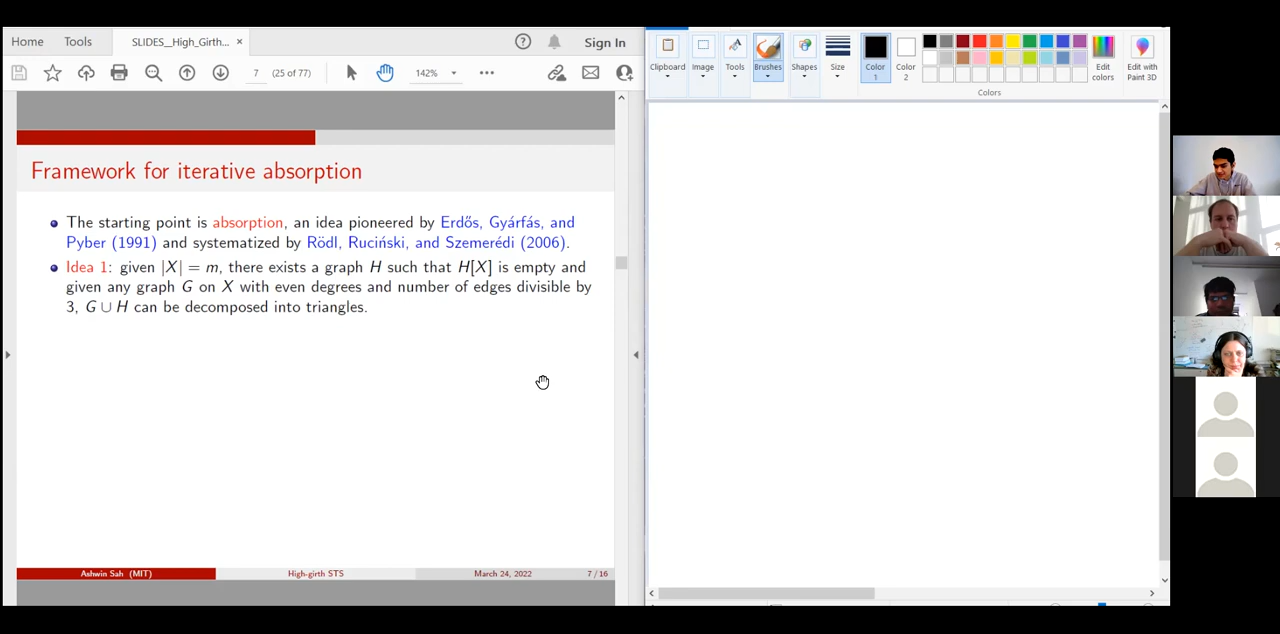 Home Tools SLIDES__High_Girth... × Sign In
7 (25 of 77) 142%
Framework for iterative absorption
The starting point is absorption, an idea pioneered by Erdős, Gyárfás, and
Pyber (1991) and systematized by Rödl, Ruciński, and Szemerédi (2006).
Idea 1: given |X| = m, there exists a graph H such that H[X] is empty and
given any graph G on X with even degrees and number of edges divisible by
3, G ∪ H can be decomposed into triangles.
Ashwin Sah (MIT) High-girth STS March 24, 2022 7 / 16
Clipboard Image Tools Brushes Shapes Size Color 1 Color 2 Edit colors Edit with Paint 3D
Colors